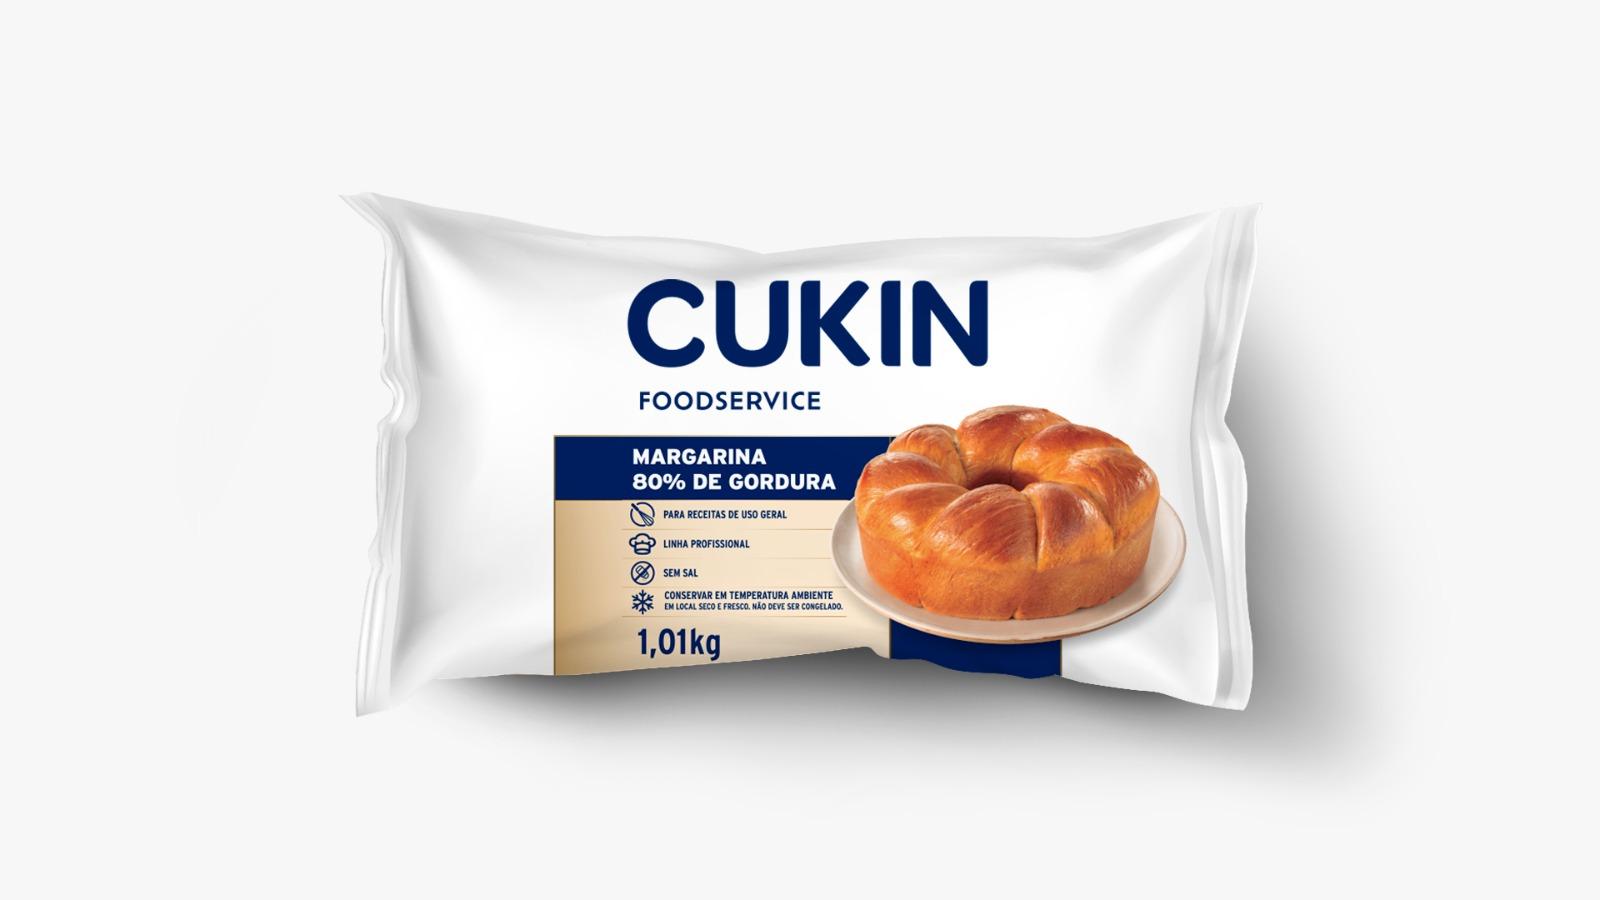 CUKIN
FOODSERVICE
MARGARINA
80% DE GORDURA
PARA RECEITAS DE USO GERAL
LINHA PROFISSIONAL
SEM SAL
CONSERVAR EM TEMPERATURA AMBIENTE
EM LOCAL SECO E FRESCO. NÃO DEVE SER CONGELADO.
1,01kg